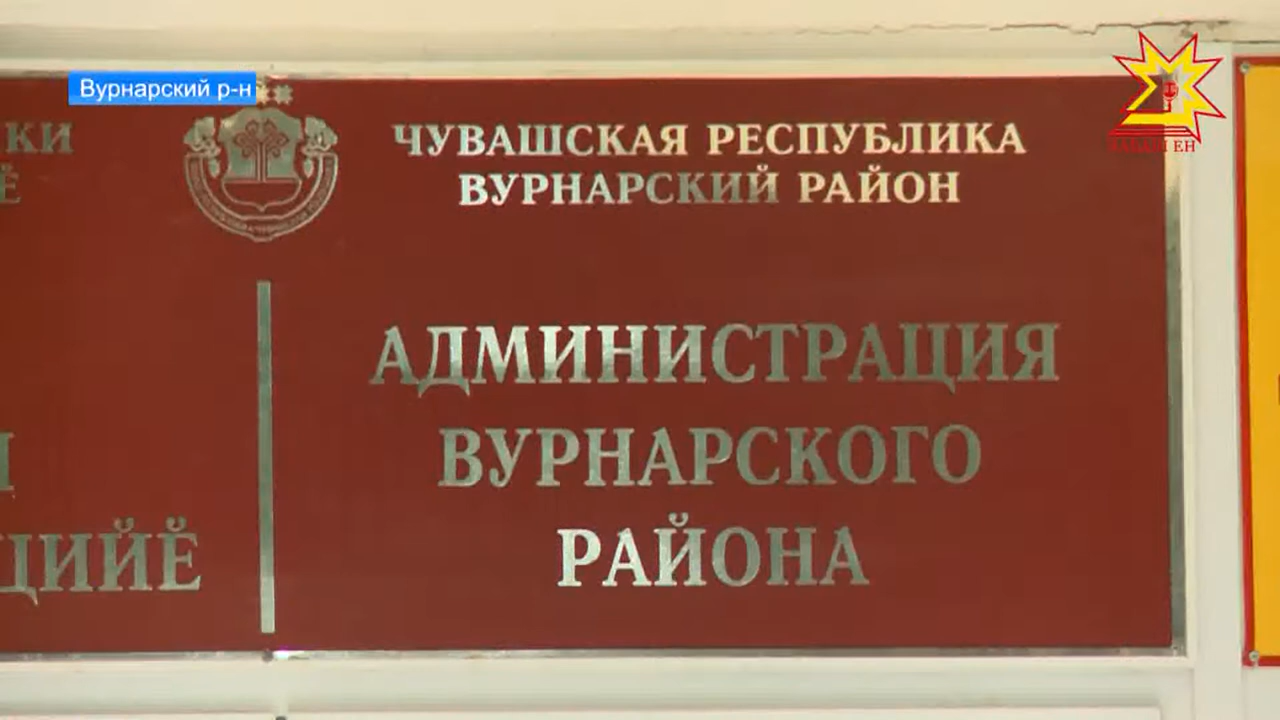 Вурнарский р-н
ЧУВАШСКАЯ РЕСПУБЛИКА
ВУРНАРСКИЙ РАЙОН
АДМИНИСТРАЦИЯ
ВУРНАРСКОГО
РАЙОНА